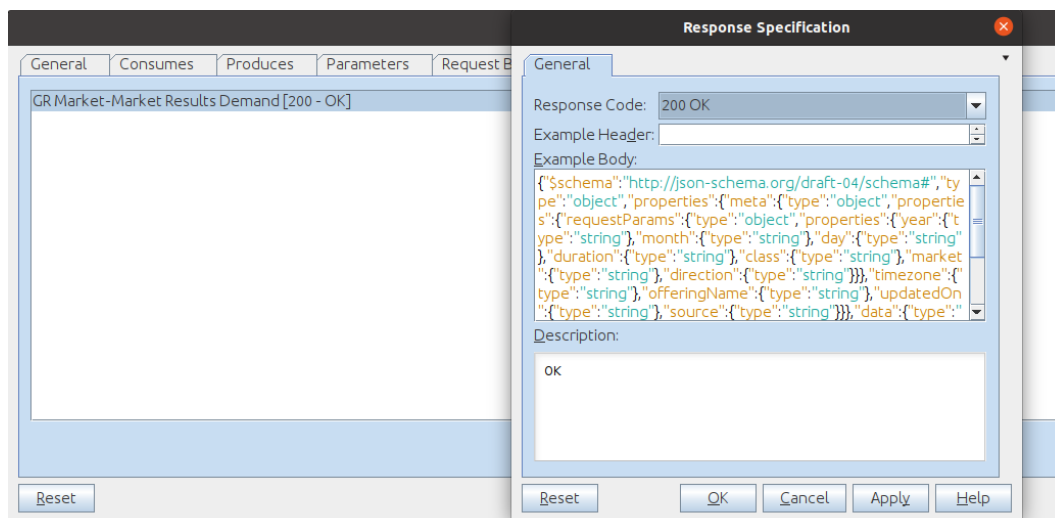 Response Specification
General Consumes Produces Parameters Request B
GR Market-Market Results Demand [200 - OK]
Reset
General
Response Code: 200 OK
Example Header:
Example Body:
{"$schema":"http://json-schema.org/draft-04/schema#","ty
pe":"object","properties":{"meta":{"type":"object","propertie
s":{"requestParams":{"type":"object","properties":{"year":{"t
ype":"string"},"month":{"type":"string"},"day":{"type":"string"
},"duration":{"type":"string"},"class":{"type":"string"},"market
":{"type":"string"},"direction":{"type":"string"}}},"timezone":{"
type":"string"},"offeringName":{"type":"string"},"updatedOn
":{"type":"string"},"source":{"type":"string"}}},"data":{"type":"
Description:
OK
Reset OK Cancel Apply Help